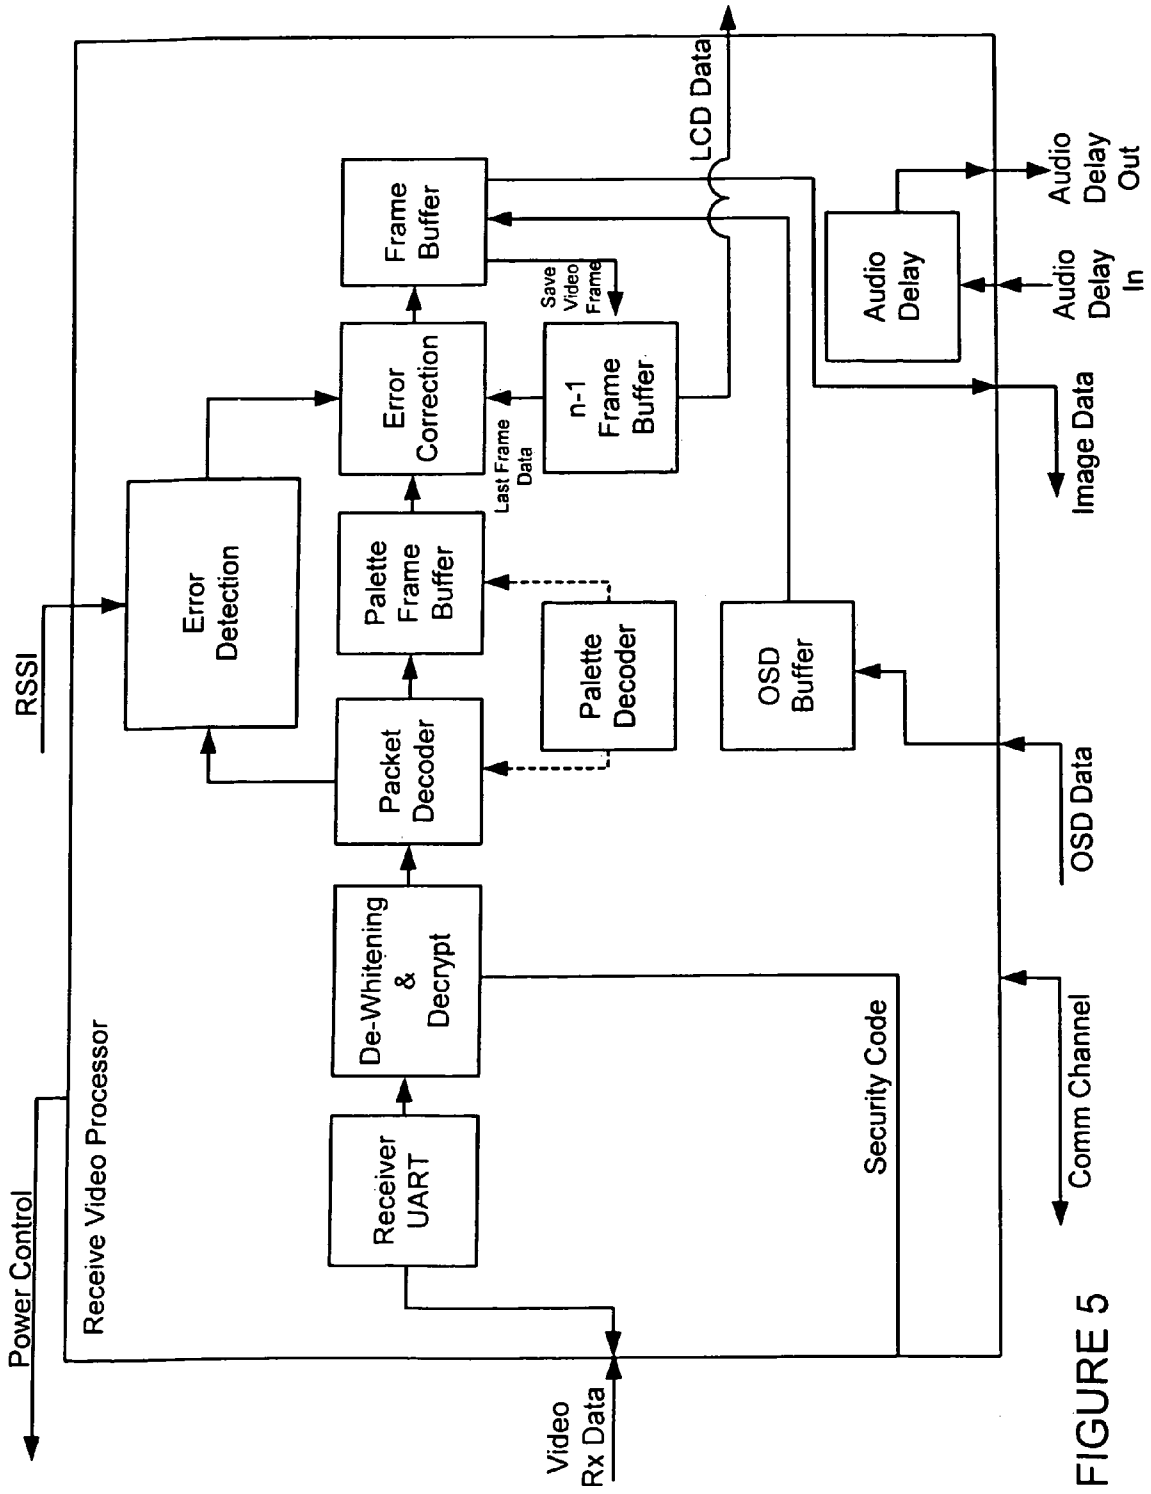 Power Control
Receive Video Processor
RSSI
Error
Detection
Video
Rx Data
Receiver
UART
De-Whitening
&
Decrypt
Packet
Decoder
Palette
Frame
Buffer
Error
Correction
Frame
Buffer
Palette
Decoder
Last Frame
Data
n-1
Frame
Buffer
Save
Video
Frame
LCD Data
OSD
Buffer
Audio
Delay
Security Code
Comm Channel
OSD Data
Image Data
Audio
Delay
In
Audio
Delay
Out
FIGURE 5